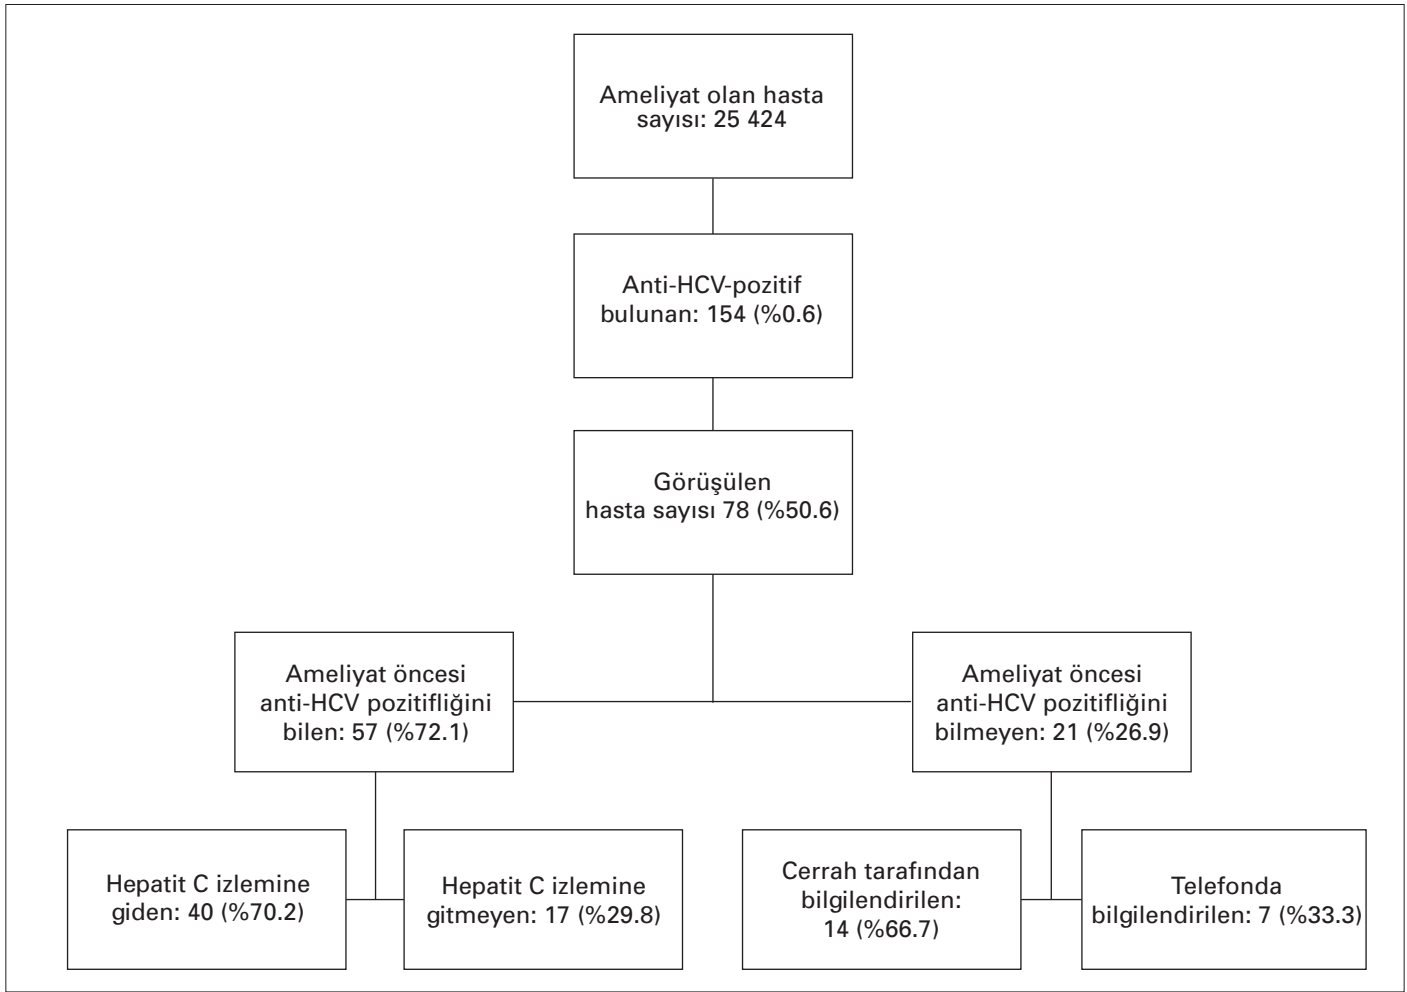 Ameliyat olan hasta
sayısı: 25 424
Anti-HCV-pozitif
bulunan: 154 (%0.6)
Görüşülen
hasta sayısı 78 (%50.6)
Ameliyat öncesi
anti-HCV pozitifliğini
bilen: 57 (%72.1)
Ameliyat öncesi
anti-HCV pozitifliğini
bilmeyen: 21 (%26.9)
Hepatit C izlemine
giden: 40 (%70.2)
Hepatit C izlemine
gitmeyen: 17 (%29.8)
Cerrah tarafından
bilgilendirilen:
14 (%66.7)
Telefonda
bilgilendirilen: 7 (%33.3)